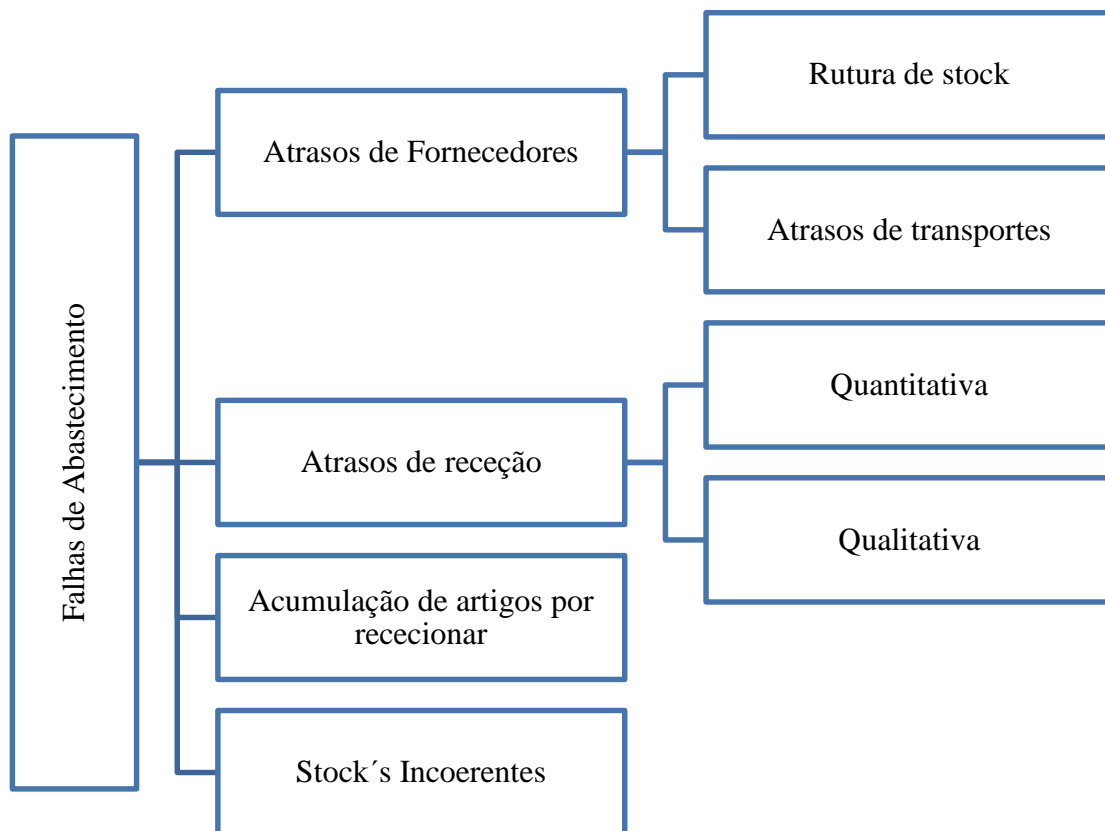 Falhas de Abastecimento
Atrasos de Fornecedores
Rutura de stock
Atrasos de transportes
Atrasos de receção
Quantitativa
Qualitativa
Acumulação de artigos por
rececionar
Stock´s Incoerentes